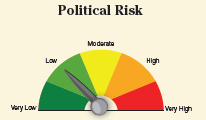 Political Risk
Moderate
Low
High
Very Low
Very High